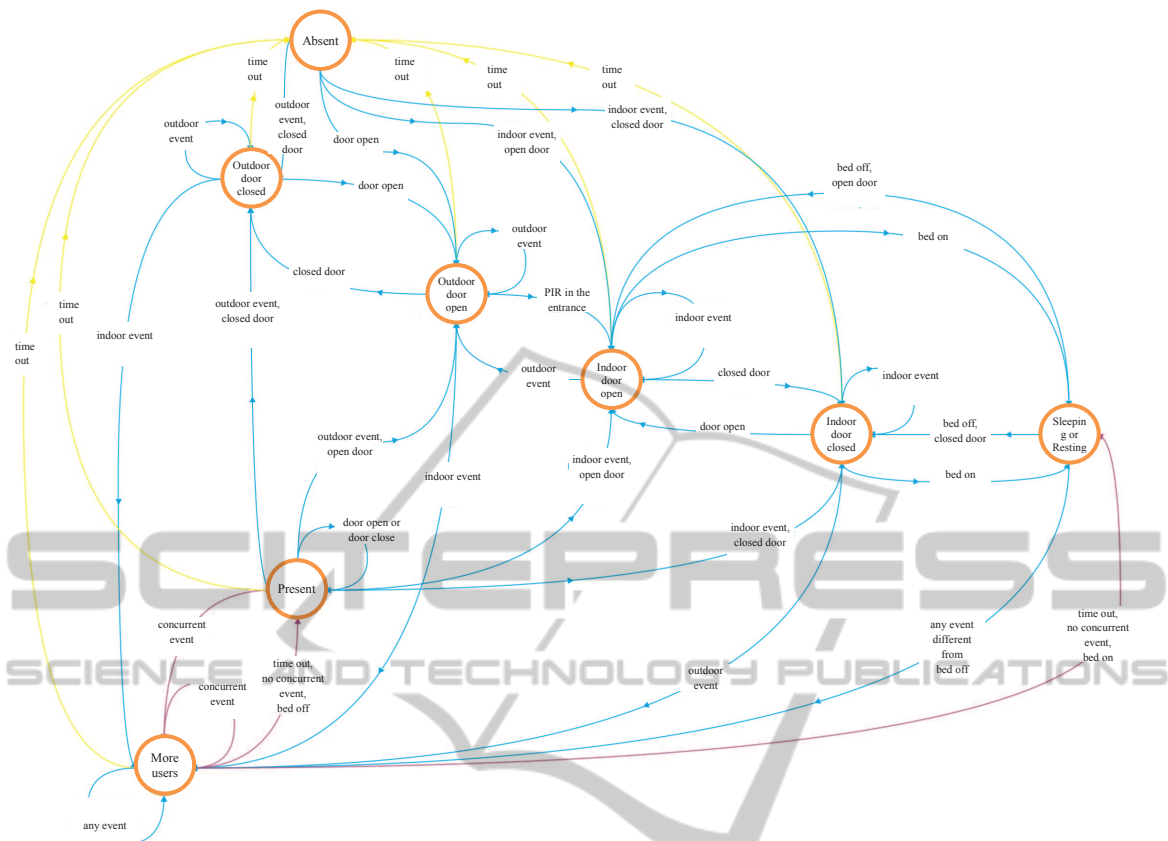 Absent
time
out
time
out
time
out
time
out
outdoor
event,
closed
door
outdoor
event
indoor event,
closed door
door open
indoor event,
open door
Outdoor
door
closed
door open
bed off,
open door
outdoor
event
bed on
closed door
Outdoor
door
open
PIR in the
entrance
time
out
outdoor event,
closed door
indoor event
indoor event
time
out
outdoor
event
Indoor
door
open
closed door
indoor event
door open
Indoor
door
closed
bed off,
closed door
Sleepin
g or
Resting
outdoor event,
open door
indoor event
indoor event,
open door
bed on
door open or
door close
indoor event,
closed door
SCITEPRESS
Present
concurrent
event
time out,
no concurrent
event,
bed off
any event
different
from
bed off
time out,
no concurrent
event,
bed on
SCIENCE AND TECHNOLOGY PUBLICATIONS
concurrent
event
outdoor
event
More
users
any event